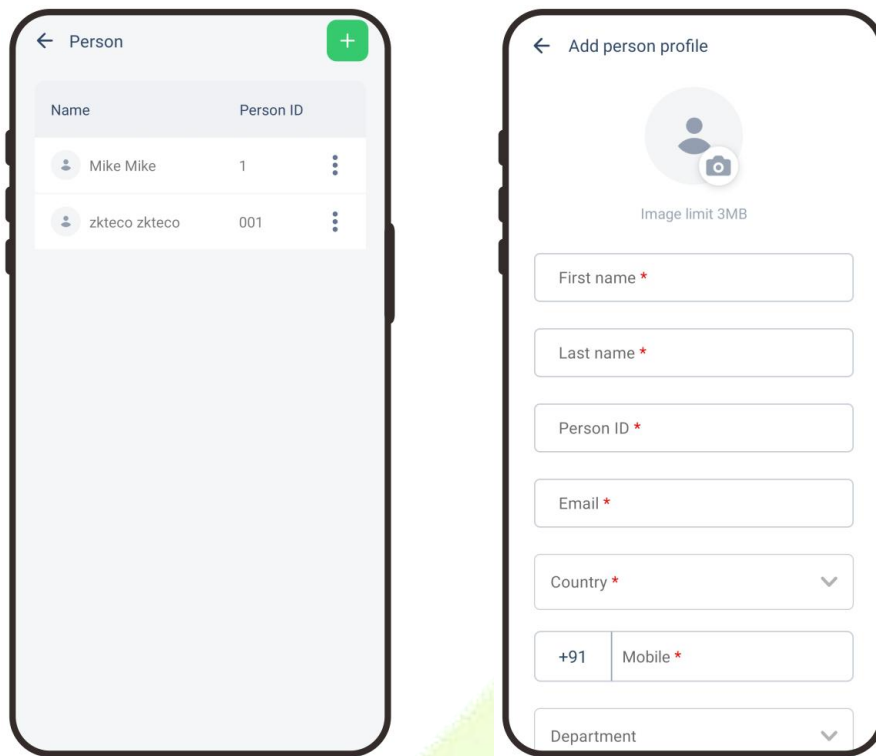 Person
+
Name Person ID
Mike Mike 1
zkteco zkteco 001
Add person profile
Image limit 3MB
First name *
Last name *
Person ID *
Email *
Country *
+91 Mobile *
Department